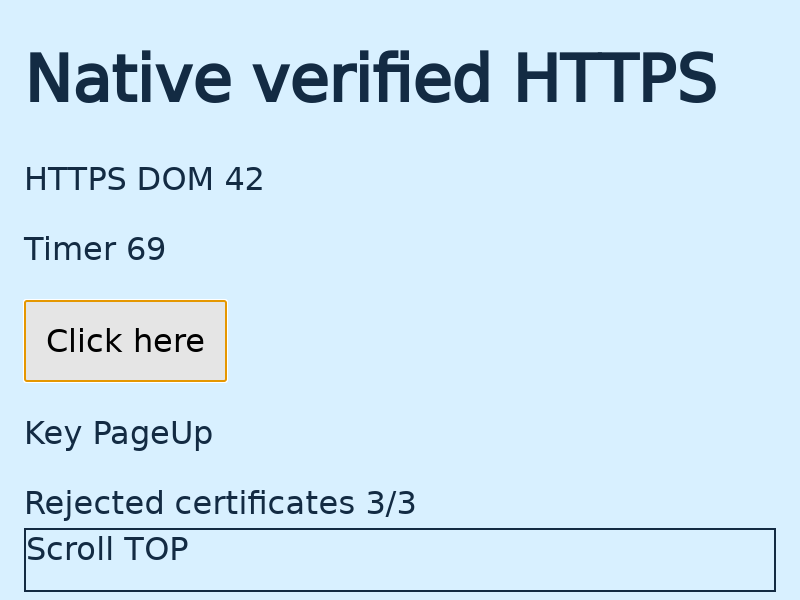 Native verified HTTPS
HTTPS DOM 42
Timer 69
Click here
Key PageUp
Rejected certificates 3/3
Scroll TOP